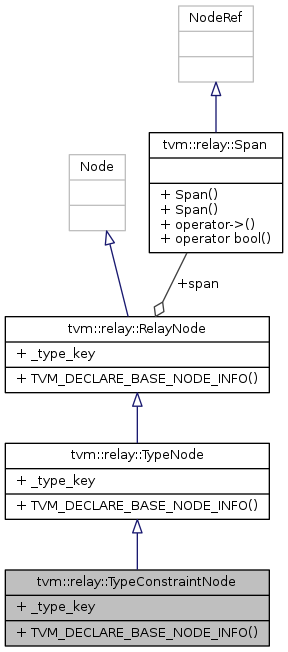 NodeRef
tvm::relay::Span
+ Span()
+ Span()
+ operator->()
+ operator bool()
Node
+span
tvm::relay::RelayNode
+ _type_key
+ TVM_DECLARE_BASE_NODE_INFO()
tvm::relay::TypeNode
+ _type_key
+ TVM_DECLARE_BASE_NODE_INFO()
tvm::relay::TypeConstraintNode
+ _type_key
+ TVM_DECLARE_BASE_NODE_INFO()